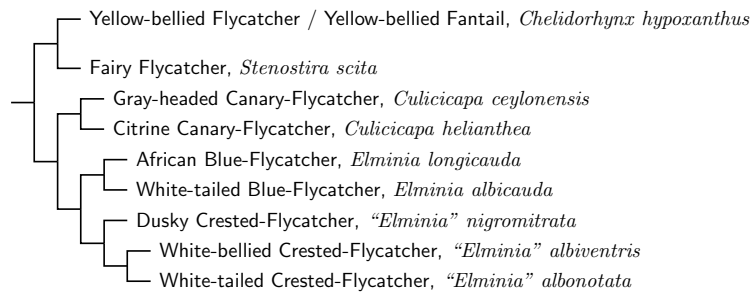 Yellow-bellied Flycatcher / Yellow-bellied Fantail, Chelidorhynx hypoxanthus
Fairy Flycatcher, Stenostira scita
Gray-headed Canary-Flycatcher, Culicicapa ceylonensis
Citrine Canary-Flycatcher, Culicicapa helianthea
African Blue-Flycatcher, Elminia longicauda
White-tailed Blue-Flycatcher, Elminia albicauda
Dusky Crested-Flycatcher, “Elminia” nigromitrata
White-bellied Crested-Flycatcher, “Elminia” albiventris
White-tailed Crested-Flycatcher, “Elminia” albonotata